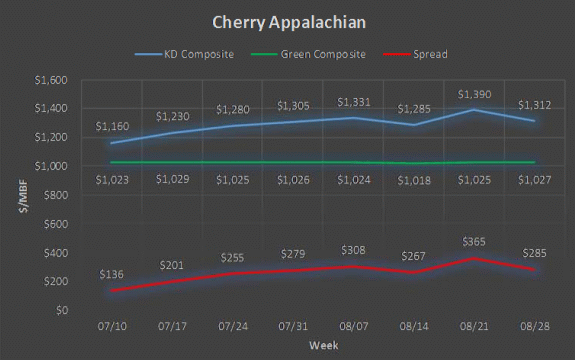 Cherry Appalachian
KD Composite Green Composite Spread
$1,600
$1,400
$1,200
$1,000
$800
$600
$400
$200
$0
$/MBF
$1,160 $1,230 $1,280 $1,305 $1,331 $1,285 $1,390 $1,312
$1,023 $1,029 $1,025 $1,026 $1,024 $1,018 $1,025 $1,027
$136 $201 $255 $279 $308 $267 $365 $285
07/10 07/17 07/24 07/31 08/07 08/14 08/21 08/28
Week